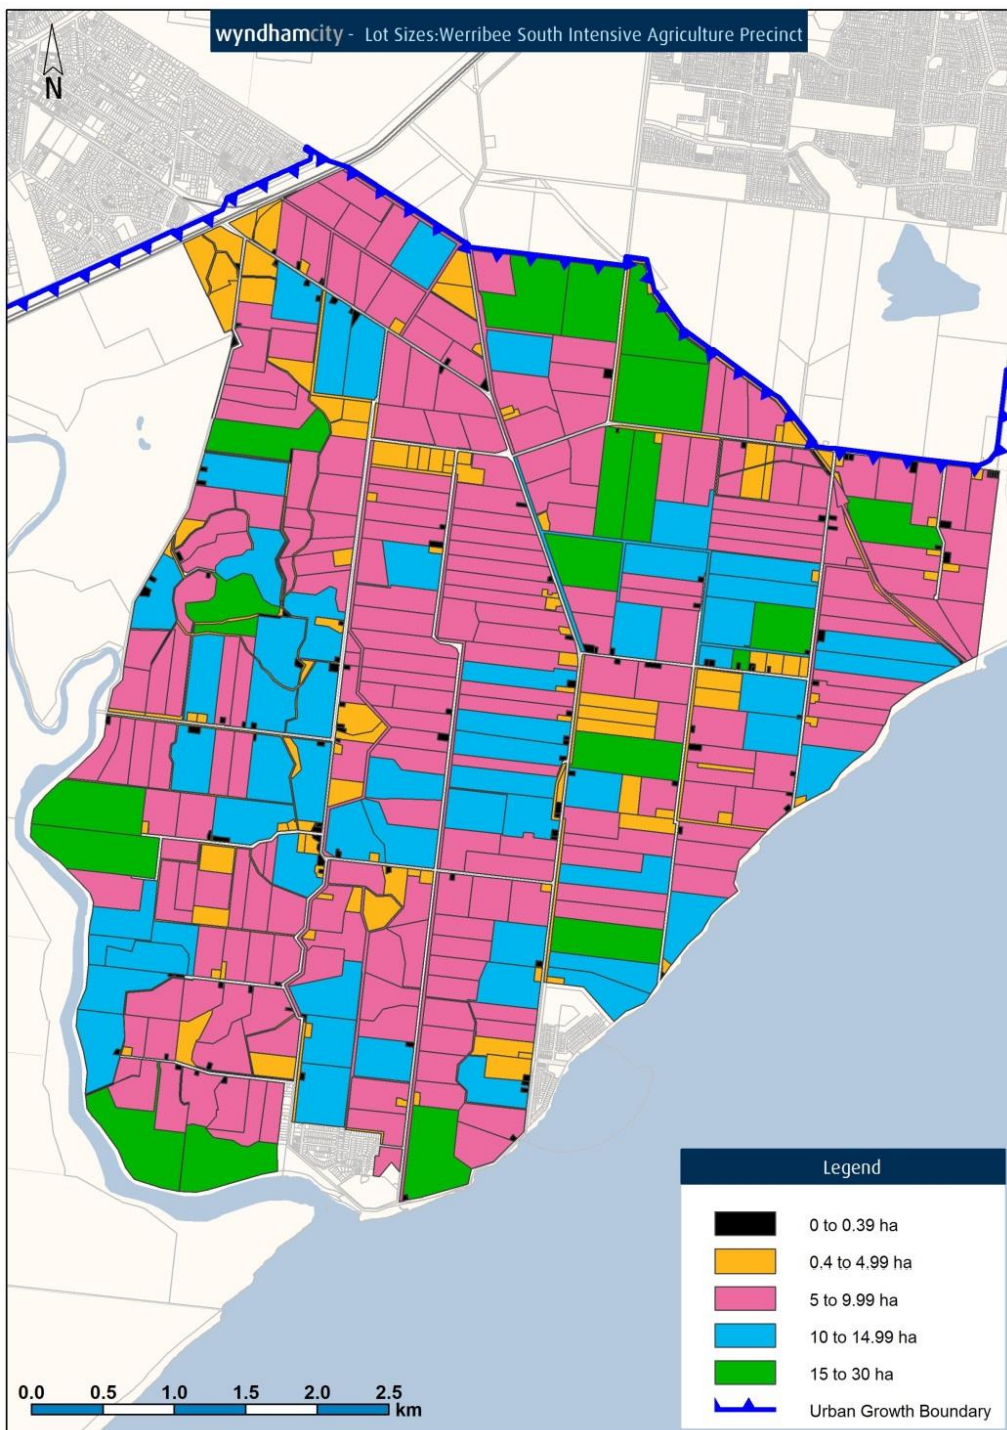 wyndhamcity - Lot Sizes:Werribee South Intensive Agriculture Precinct
N
Legend
0 to 0.39 ha
0.4 to 4.99 ha
5 to 9.99 ha
10 to 14.99 ha
15 to 30 ha
Urban Growth Boundary
0.0 0.5 1.0 1.5 2.0 2.5
km